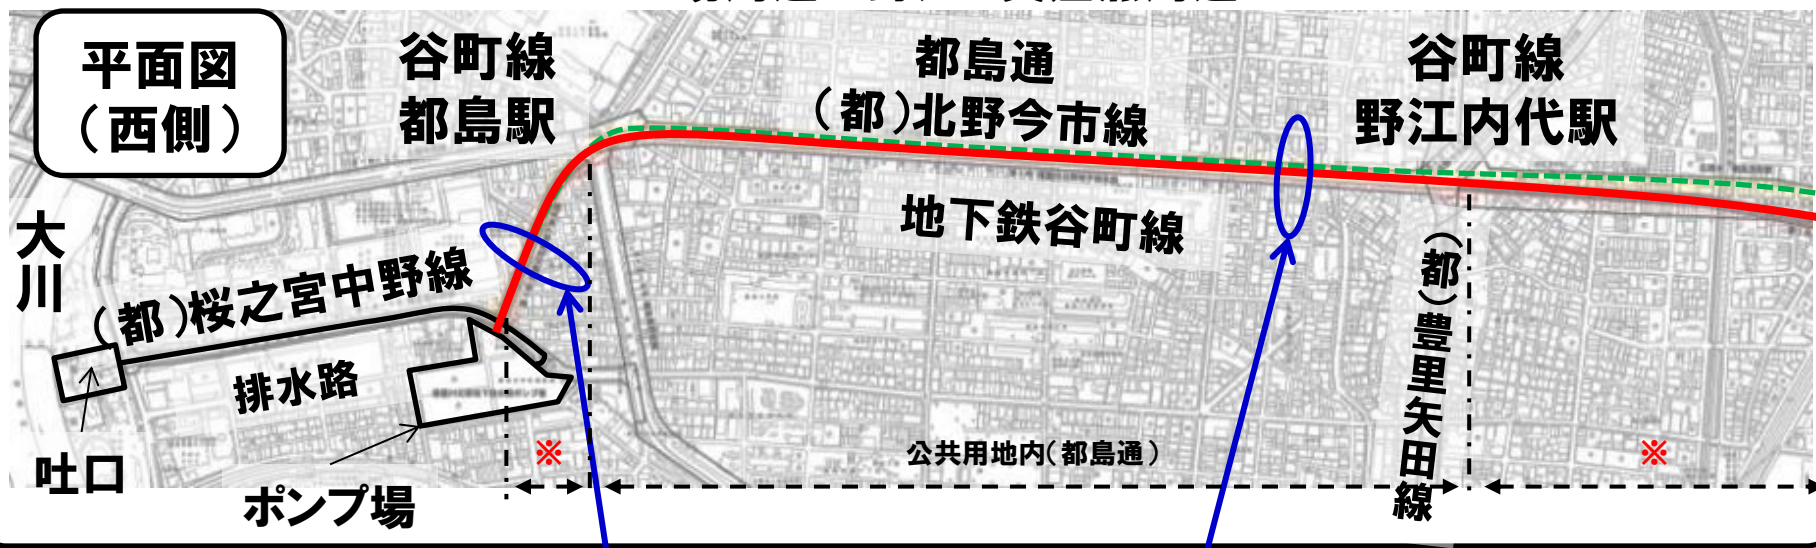 平面図
（西側）
谷町線
都島駅
都島通
（都）北野今市線
谷町線
野江内代駅
大川
地下鉄谷町線
（都）桜之宮中野線
（都）豊里矢田線
排水路
吐口
ポンプ場
※
公共用地内（都島通）
※